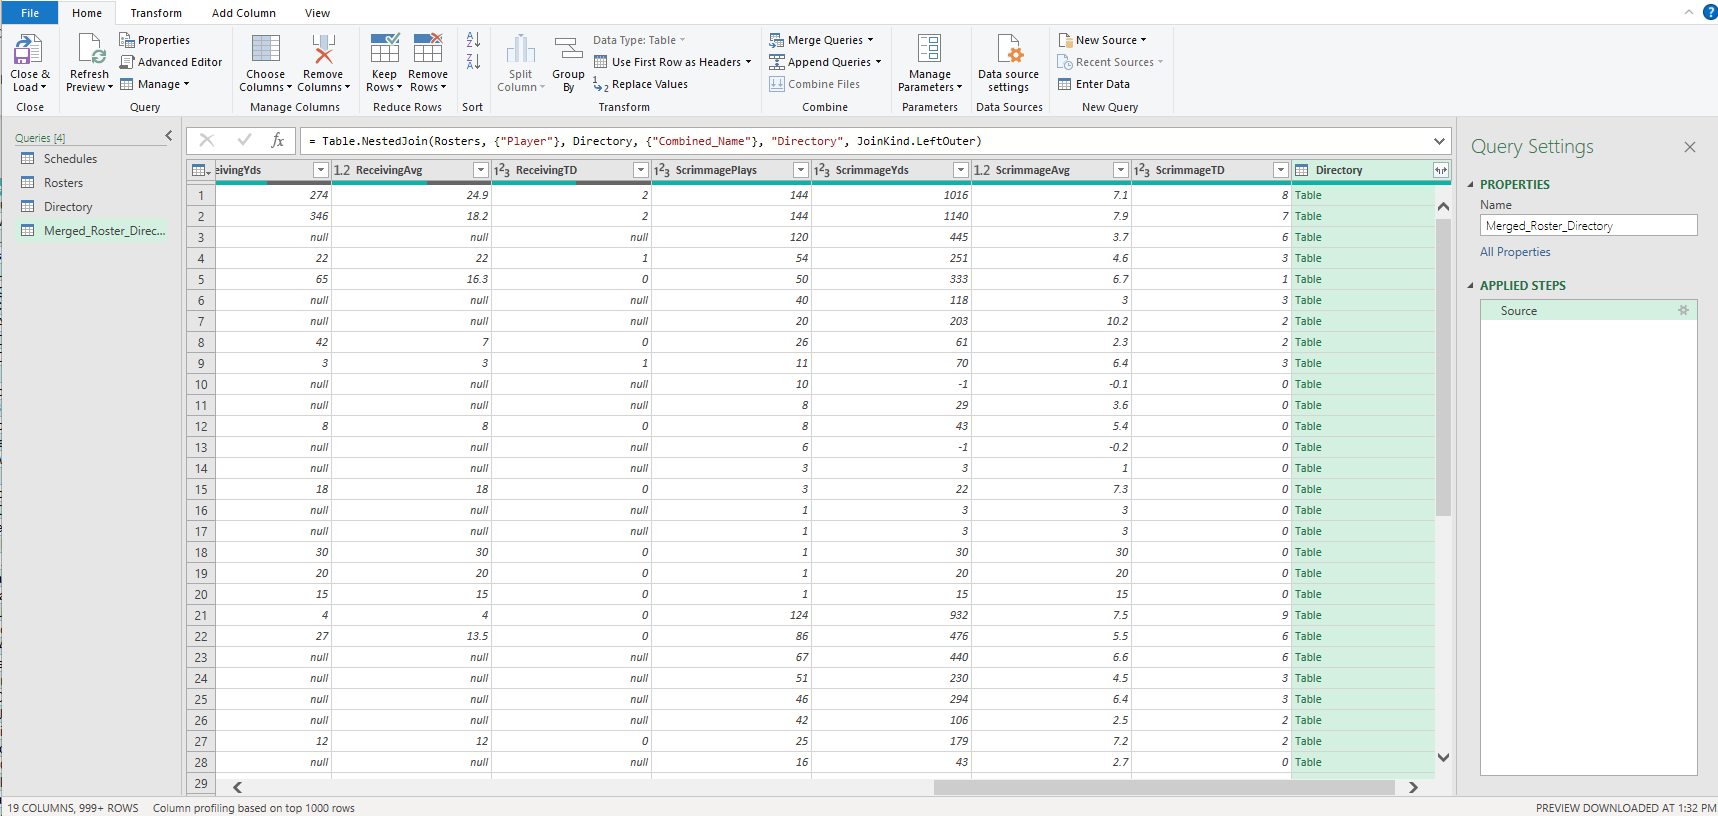 File Home Transform Add Column View ?
Close & Load Refresh Preview Properties Advanced Editor Manage Choose Columns Remove Columns Keep Rows Remove Rows A Z Z A Split Column Group By Data Type: Table Use First Row as Headers 1 2 Replace Values Merge Queries Append Queries Combine Files Manage Parameters Data source settings New Source Recent Sources Enter Data
Close Query Manage Columns Reduce Rows Sort Transform Combine Parameters Data Sources New Query
Queries [4]
Schedules
Rosters
Directory
Merged_Roster_Direc...
fx = Table.NestedJoin(Rosters, {"Player"}, Directory, {"Combined_Name"}, "Directory", JoinKind.LeftOuter)
eivingYds 1.2 ReceivingAvg 123 ReceivingTD 123 ScrimmagePlays 123 ScrimmageYds 1.2 ScrimmageAvg 123 ScrimmageTD Directory
1 274 24.9 2 144 1016 7.1 8 Table
2 346 18.2 2 144 1140 7.9 7 Table
3 null null null 120 445 3.7 6 Table
4 22 22 1 54 251 4.6 3 Table
5 65 16.3 0 50 333 6.7 1 Table
6 null null null 40 118 3 3 Table
7 null null null 20 203 10.2 2 Table
8 42 7 0 26 61 2.3 2 Table
9 3 3 1 11 70 6.4 3 Table
10 null null null 10 -1 -0.1 0 Table
11 null null null 8 29 3.6 0 Table
12 8 8 0 8 43 5.4 0 Table
13 null null null 6 -1 -0.2 0 Table
14 null null null 3 3 1 0 Table
15 18 18 0 3 22 7.3 0 Table
16 null null null 1 3 3 0 Table
17 null null null 1 3 3 0 Table
18 30 30 0 1 30 30 0 Table
19 20 20 0 1 20 20 0 Table
20 15 15 0 1 15 15 0 Table
21 4 4 0 124 932 7.5 9 Table
22 27 13.5 0 86 476 5.5 6 Table
23 null null null 67 440 6.6 6 Table
24 null null null 51 230 4.5 3 Table
25 null null null 46 294 6.4 3 Table
26 null null null 42 106 2.5 2 Table
27 12 12 0 25 179 7.2 2 Table
28 null null null 16 43 2.7 0 Table
29
Query Settings
PROPERTIES
Name
Merged_Roster_Directory
All Properties
APPLIED STEPS
Source
19 COLUMNS, 999+ ROWS Column profiling based on top 1000 rows PREVIEW DOWNLOADED AT 1:32 PM